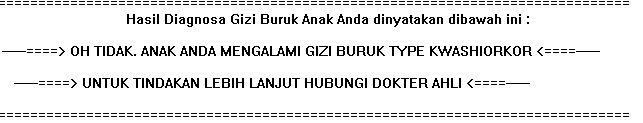 ==============================================================================
Hasil Diagnosa Gizi Buruk Anak Anda dinyatakan dibawah ini :
-----====> OH TIDAK. ANAK ANDA MENGALAMI GIZI BURUK TYPE KWASHIORKOR <====-----
-----====> UNTUK TINDAKAN LEBIH LANJUT HUBUNGI DOKTER AHLI <====-----
==============================================================================